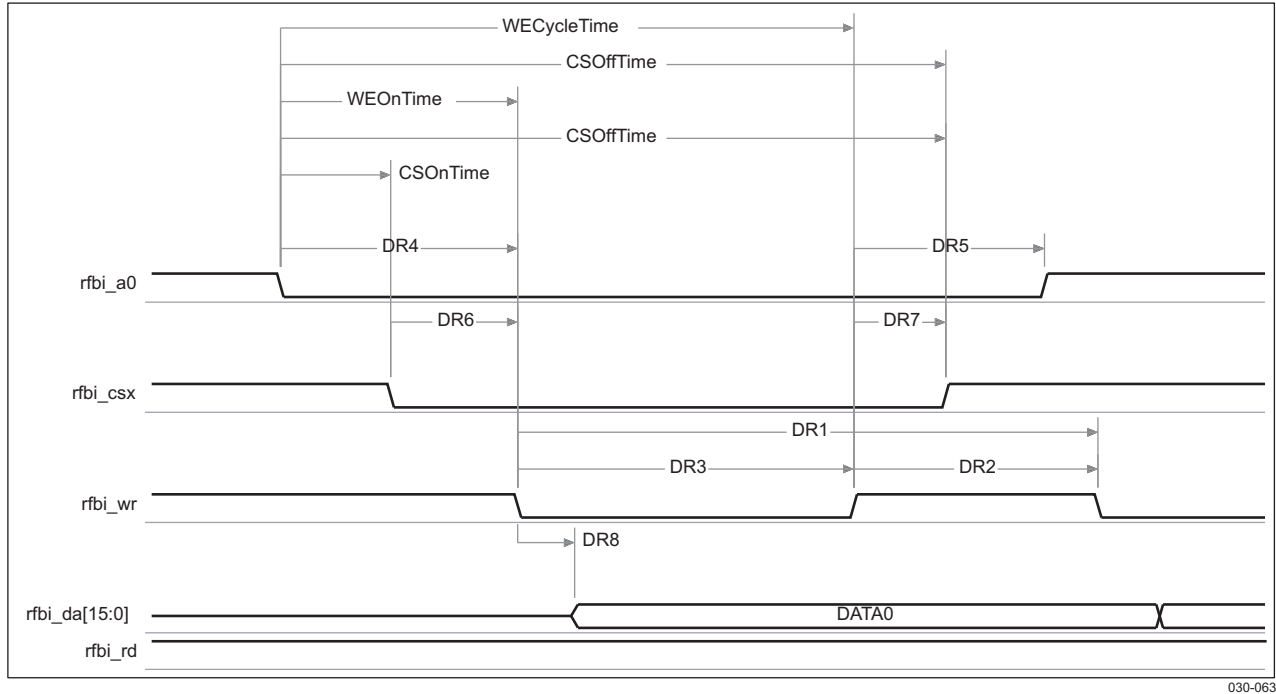 WECycleTime
CSOffTime
WEOnTime
CSOffTime
CSOnTime
DR4 DR5
rfbi_a0
DR6 DR7
rfbi_csx
DR1
DR3 DR2
rfbi_wr
DR8
rfbi_da[15:0] DATA0
rfbi_rd
030-063